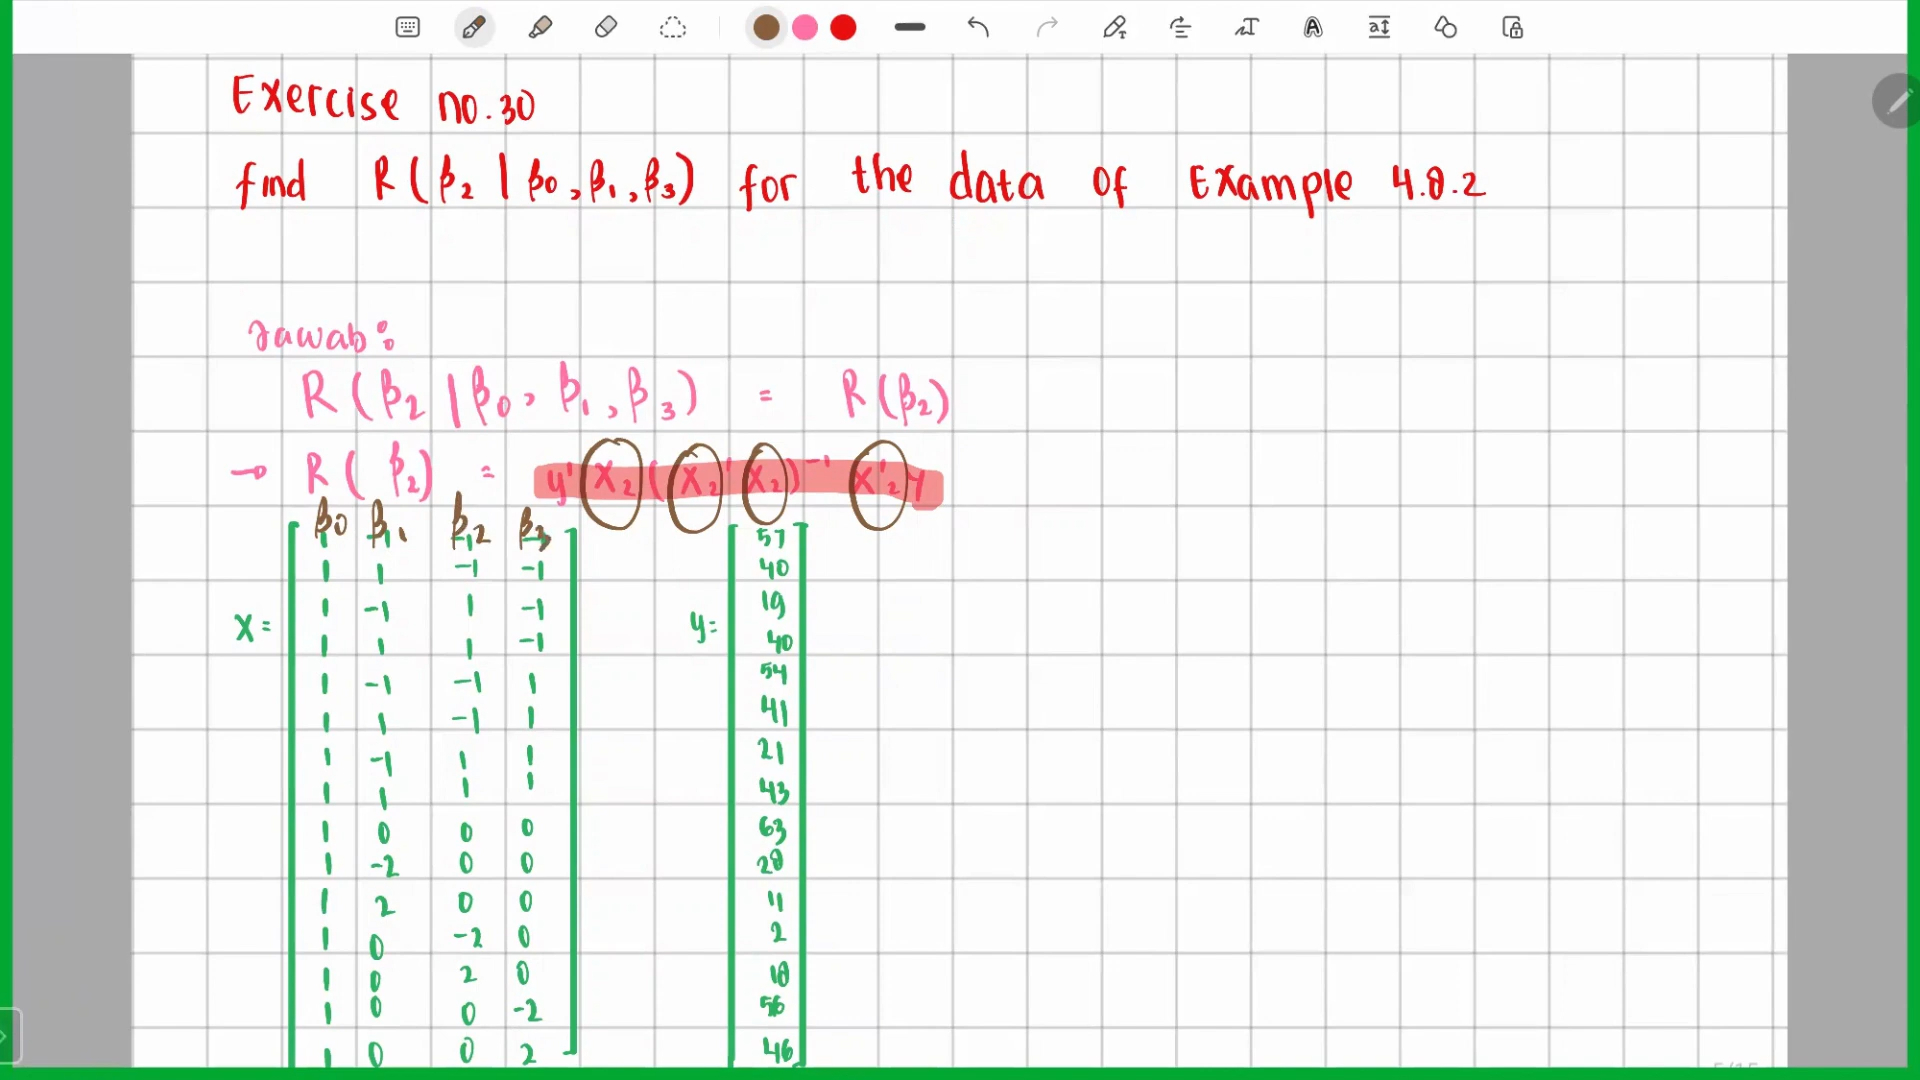 Exercise no.30
find R(β2 | β0, β1, β3) for the data of Example 4.8.2
Jawab:
R(β2 | β0, β1, β3) = R(β2)
→ R(β2) = y' X2 (X2' X2)⁻¹ X2' y
β0 β1 β2 β3
1 -1 -1 57
1 1 -1 -1 40
1 -1 1 -1 19
X= y=
1 1 1 -1 40
1 -1 -1 1 54
1 1 -1 1 41
1 -1 1 1 21
1 1 1 1 43
1 0 0 0 63
1 -2 0 0 28
1 2 0 0 11
1 0 -2 0 2
1 0 2 0 18
1 0 0 -2 56
1 0 0 2 46